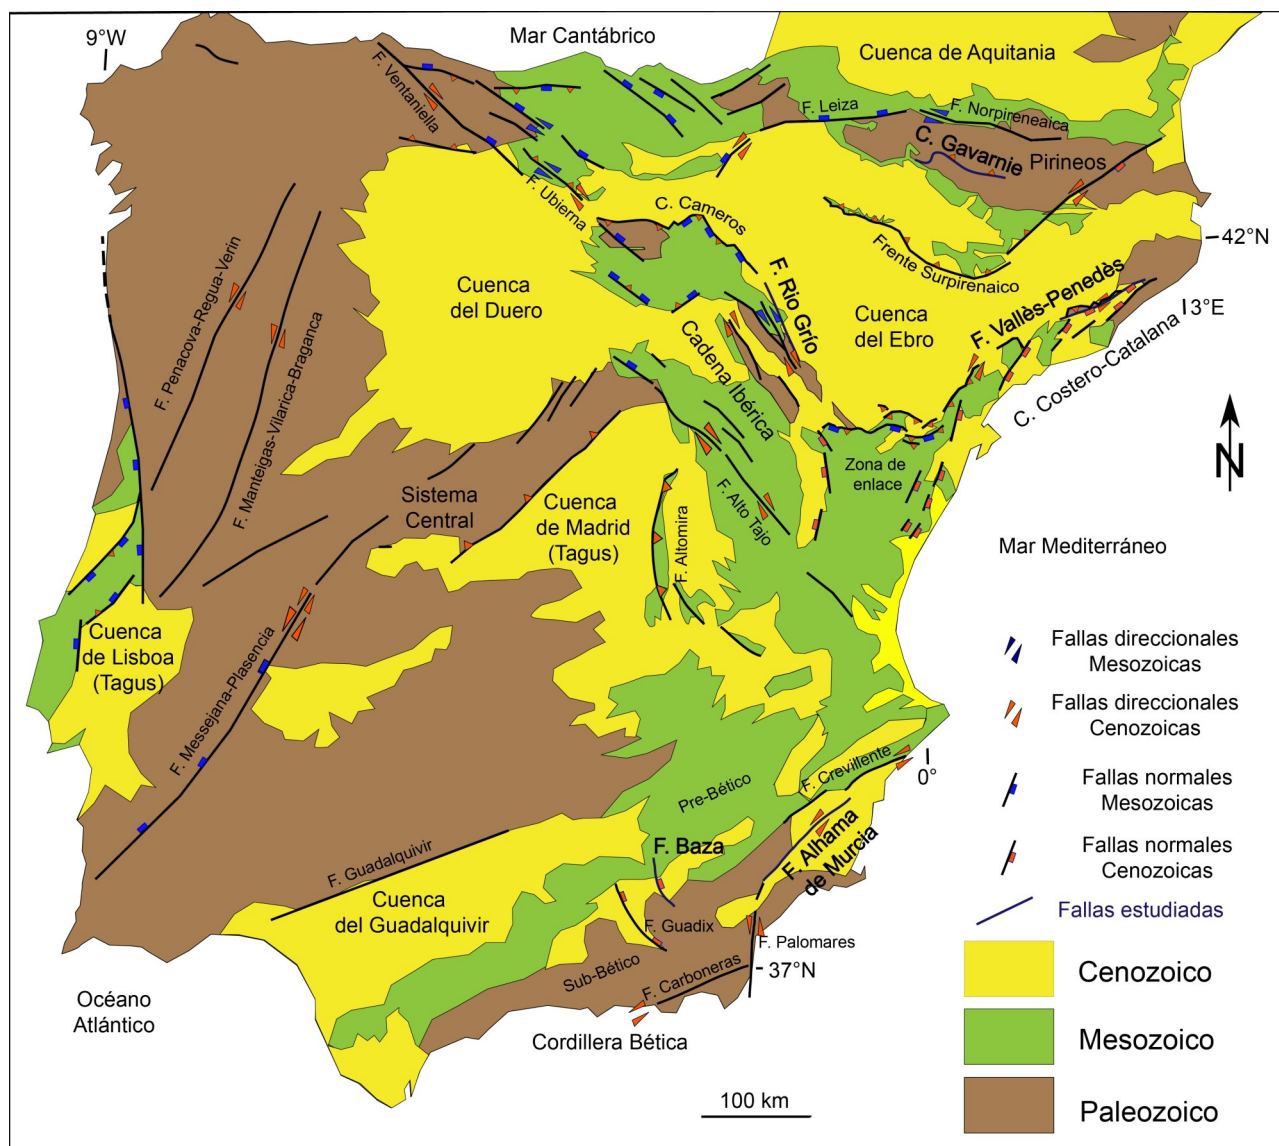 9°W
Mar Cantábrico
Cuenca de Aquitania
F. Ventaniella
F. Leiza
F. Norpireneaica
C. Gavarnie
Pirineos
F. Ubierna
C. Cameros
42°N
Frente Surpirenaico
F. Penacova-Regua-Verin
Cuenca
del Duero
F. Rio Grío
Cuenca
del Ebro
F. Vallès-Penedès
3°E
C. Costero-Catalana
F. Manteigas-Vilarica-Braganca
Cadena Ibérica
N
Zona de
enlace
Sistema
Central
Cuenca
de Madrid
(Tagus)
F. Alto Tajo
F. Altomira
Mar Mediterráneo
Cuenca
de Lisboa
(Tagus)
F. Messejana-Plasencia
Fallas direccionales
Mesozoicas
Fallas direccionales
Cenozoicas
F. Crevillente
0°
Pre-Bético
Fallas normales
Mesozoicas
F. Baza
F. Alhama
de Murcia
Fallas normales
Cenozoicas
F. Guadalquivir
Cuenca
del Guadalquivir
F. Guadix
Fallas estudiadas
F. Palomares
Sub-Bético
F. Carboneras
37°N
Cenozoico
Océano
Atlántico
Cordillera Bética
Mesozoico
100 km
Paleozoico